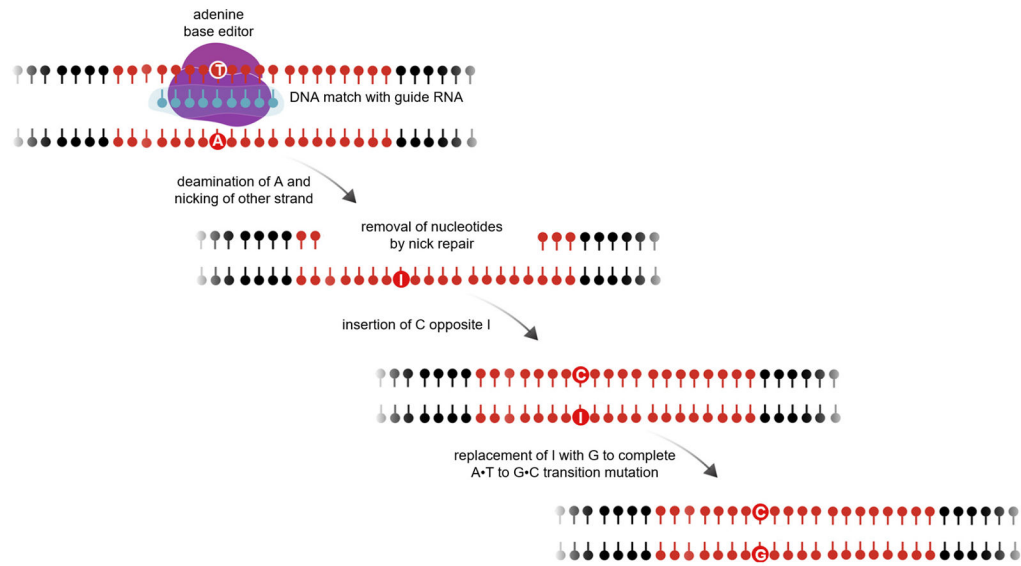 adenine
base editor
T
DNA match with guide RNA
A
deamination of A and
nicking of other strand
removal of nucleotides
by nick repair
I
insertion of C opposite I
C
I
replacement of I with G to complete
A•T to G•C transition mutation
C
G